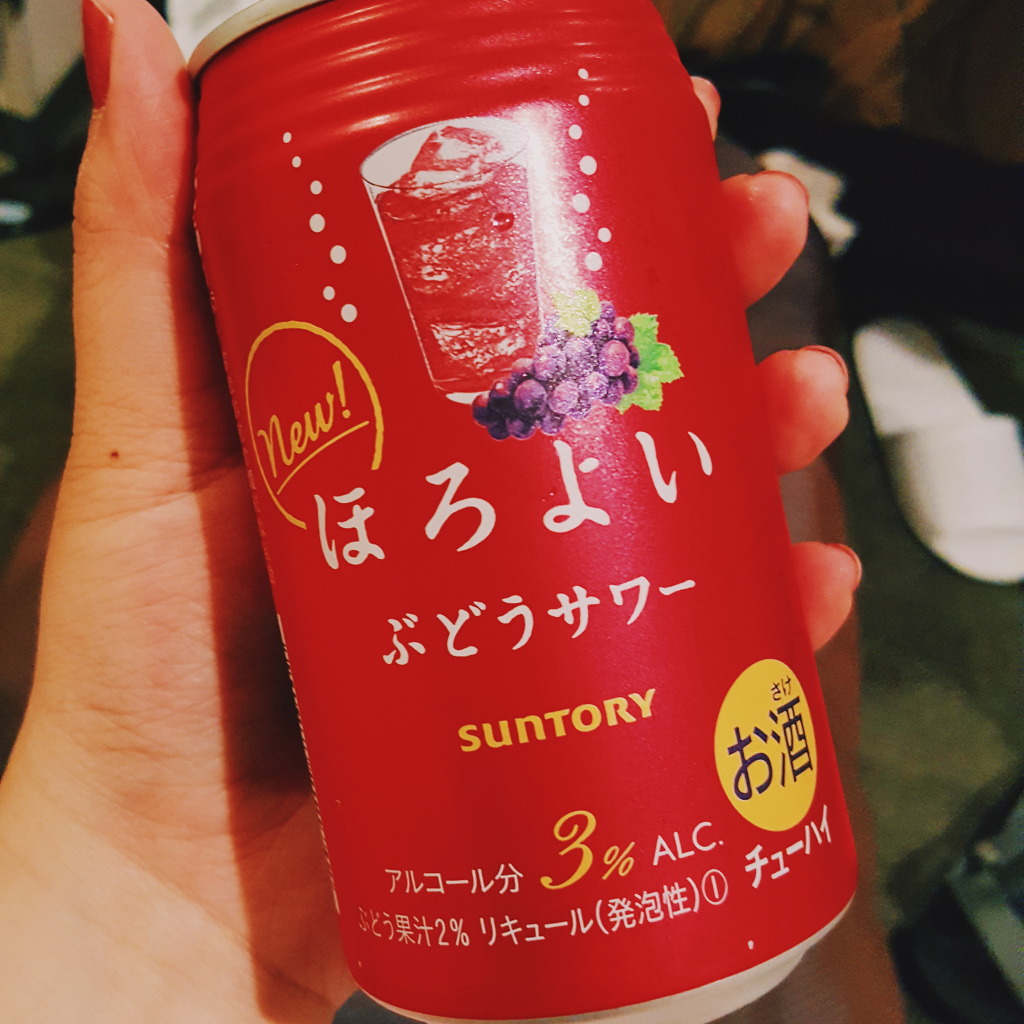 New!
ほろよい
ぶどうサワー
SUNTORY
さけ
お酒
アルコール分 3% ALC.
チューハイ
ぶどう果汁2% リキュール(発泡性)①